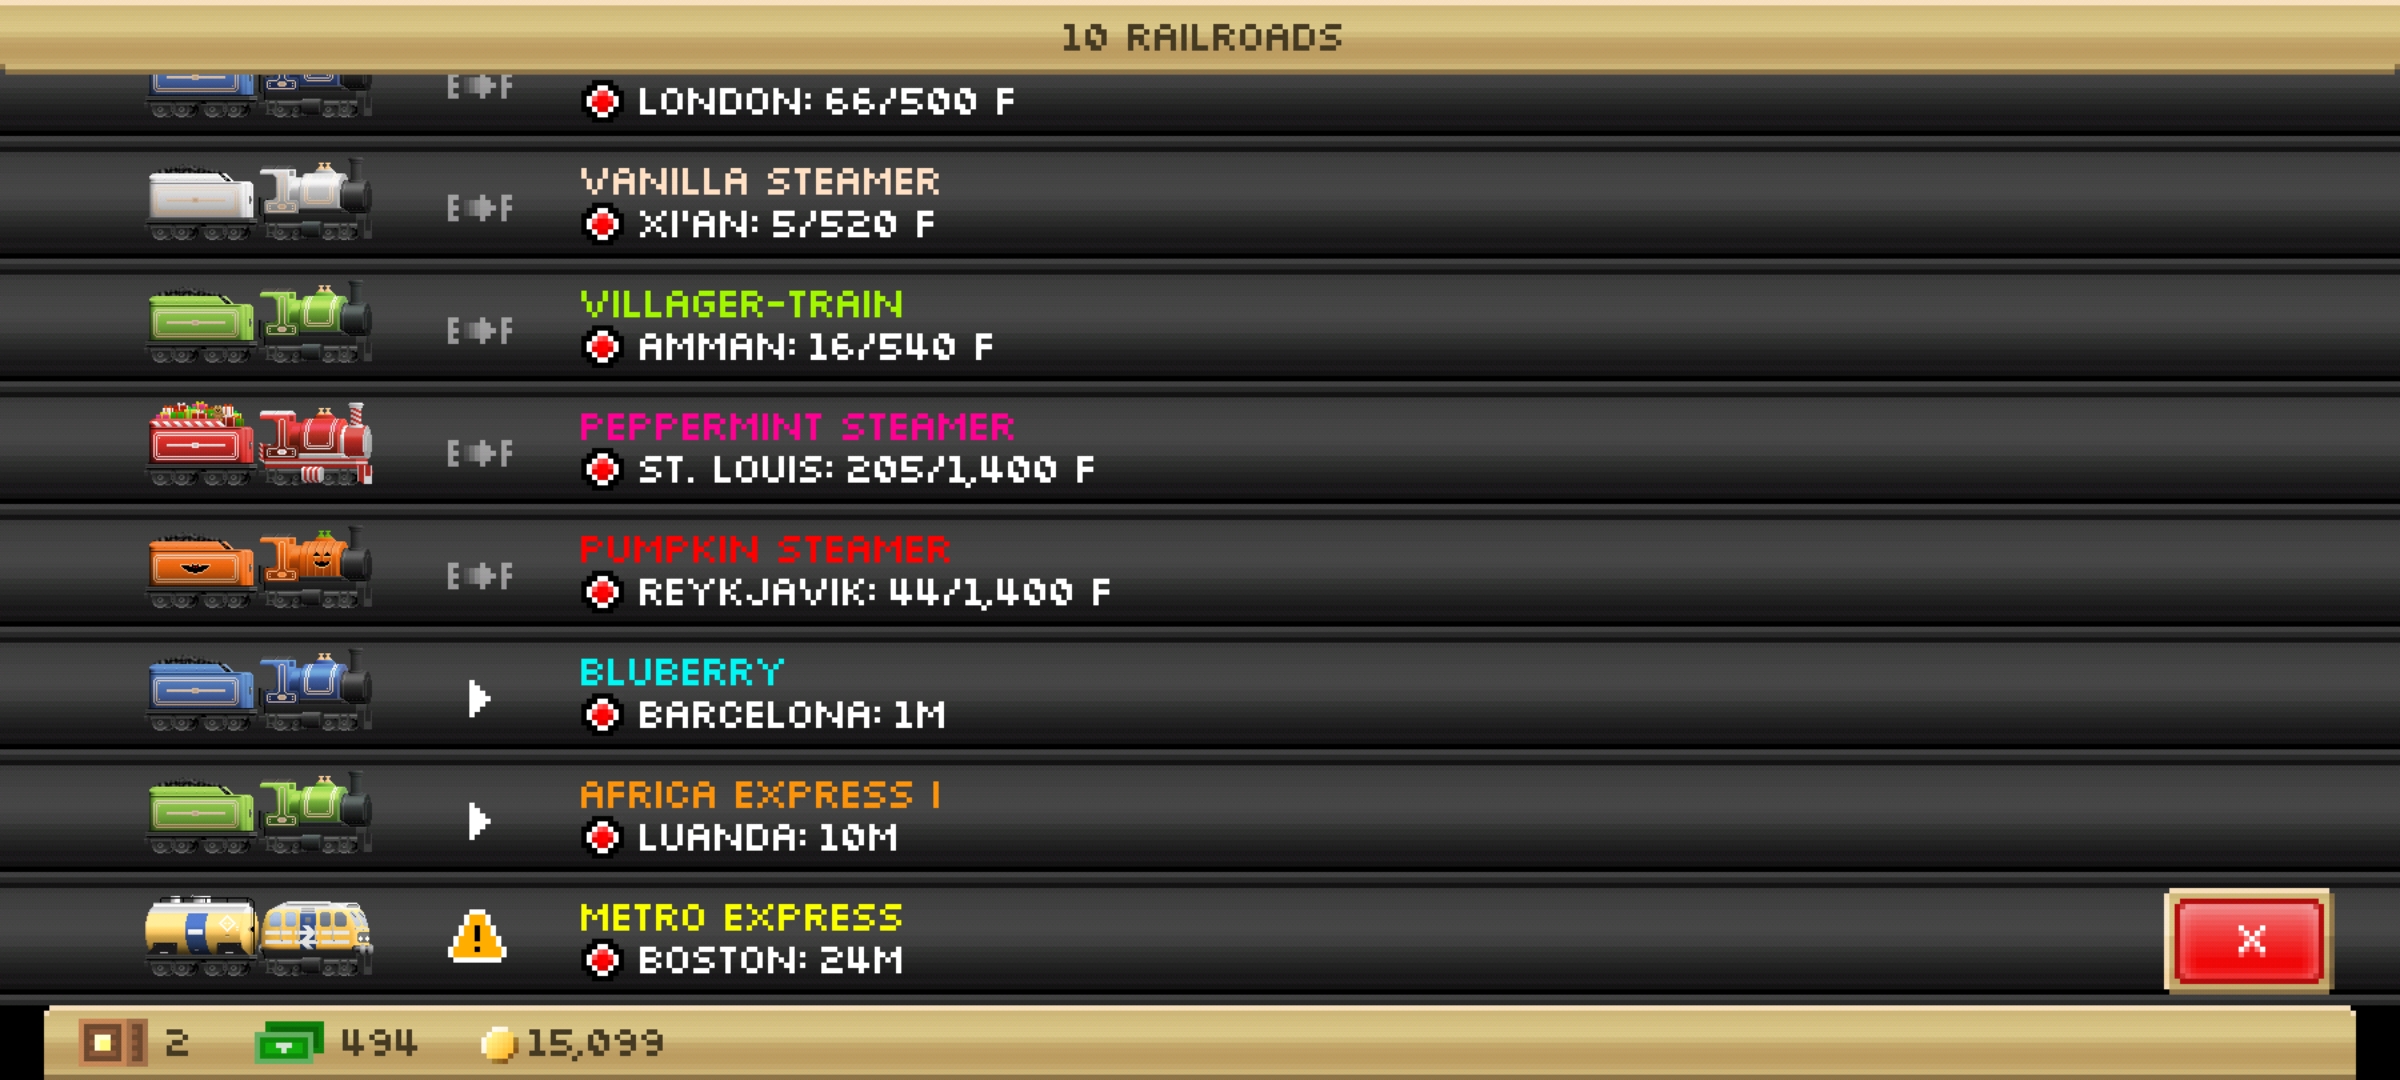 10 RAILROADS
E F
LONDON: 66/500 F
VANILLA STEAMER
E F
XI'AN: 5/520 F
VILLAGER-TRAIN
E F
AMMAN: 16/540 F
PEPPERMINT STEAMER
E F
ST. LOUIS: 205/1,400 F
PUMPKIN STEAMER
E F
REYKJAVIK: 44/1,400 F
BLUBERRY
BARCELONA: 1M
AFRICA EXPRESS I
LUANDA: 10M
METRO EXPRESS
!
BOSTON: 24M
X
2 494 15,099